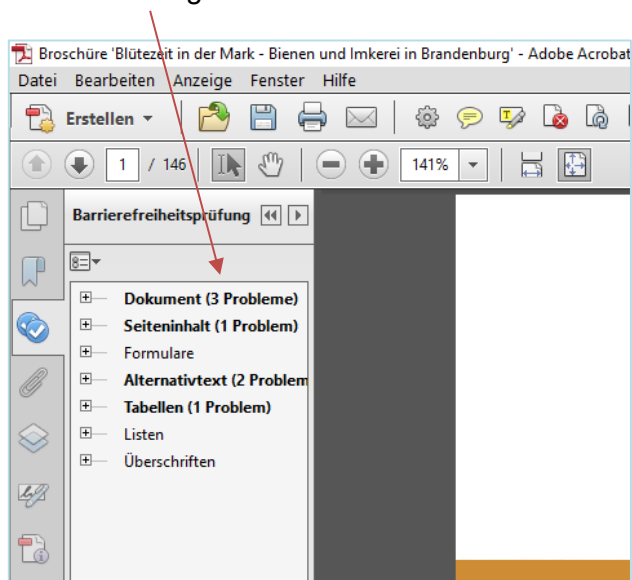 Broschüre 'Blütezeit in der Mark - Bienen und Imkerei in Brandenburg' - Adobe Acrobat
Datei Bearbeiten Anzeige Fenster Hilfe
Erstellen
1 / 146 141%
Barrierefreiheitsprüfung
Dokument (3 Probleme)
Seiteninhalt (1 Problem)
Formulare
Alternativtext (2 Problem
Tabellen (1 Problem)
Listen
Überschriften